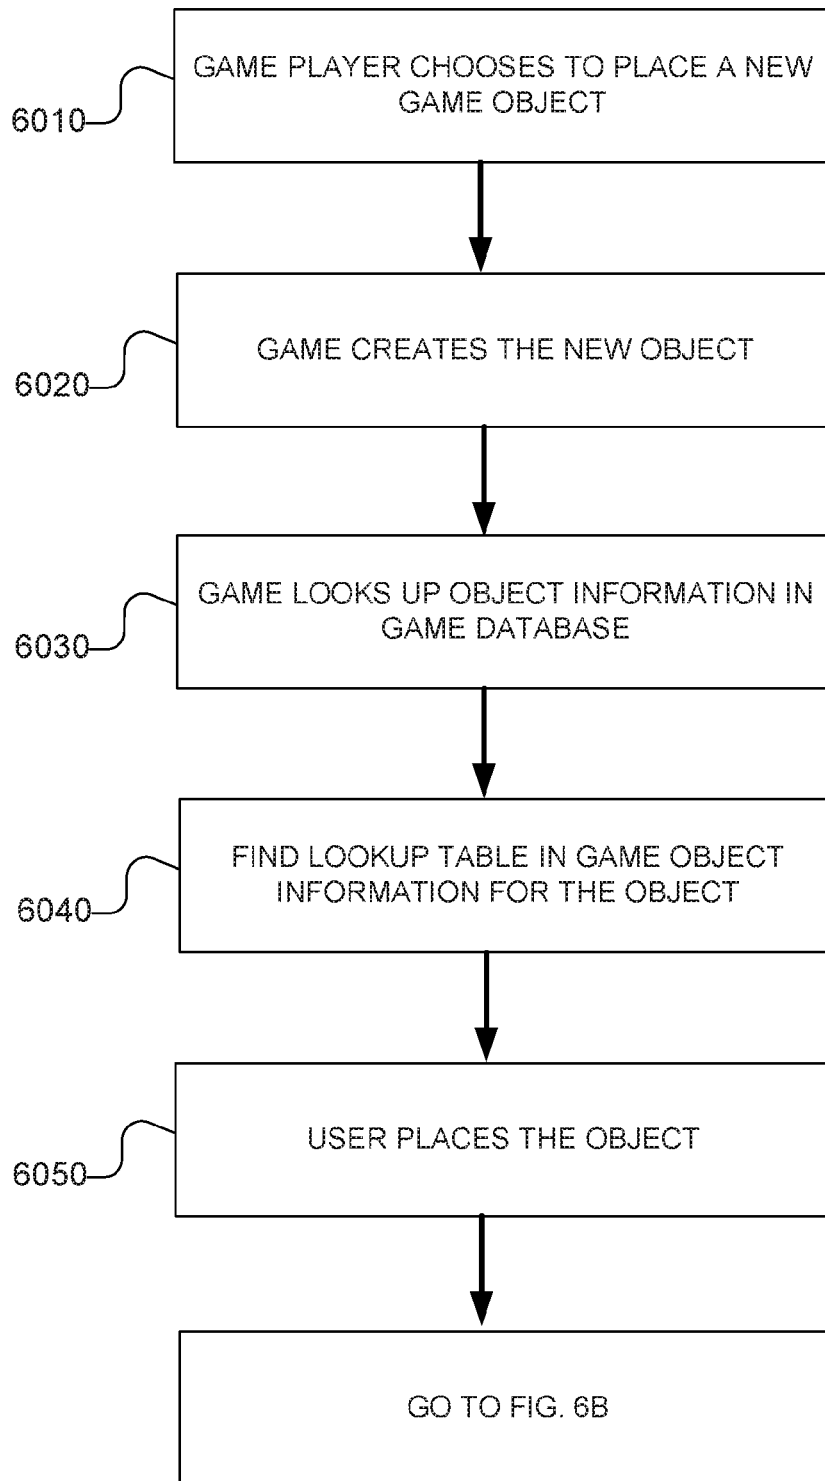 GAME PLAYER CHOOSES TO PLACE A NEW
GAME OBJECT
6010
GAME CREATES THE NEW OBJECT
6020
GAME LOOKS UP OBJECT INFORMATION IN
GAME DATABASE
6030
FIND LOOKUP TABLE IN GAME OBJECT
INFORMATION FOR THE OBJECT
6040
USER PLACES THE OBJECT
6050
GO TO FIG. 6B